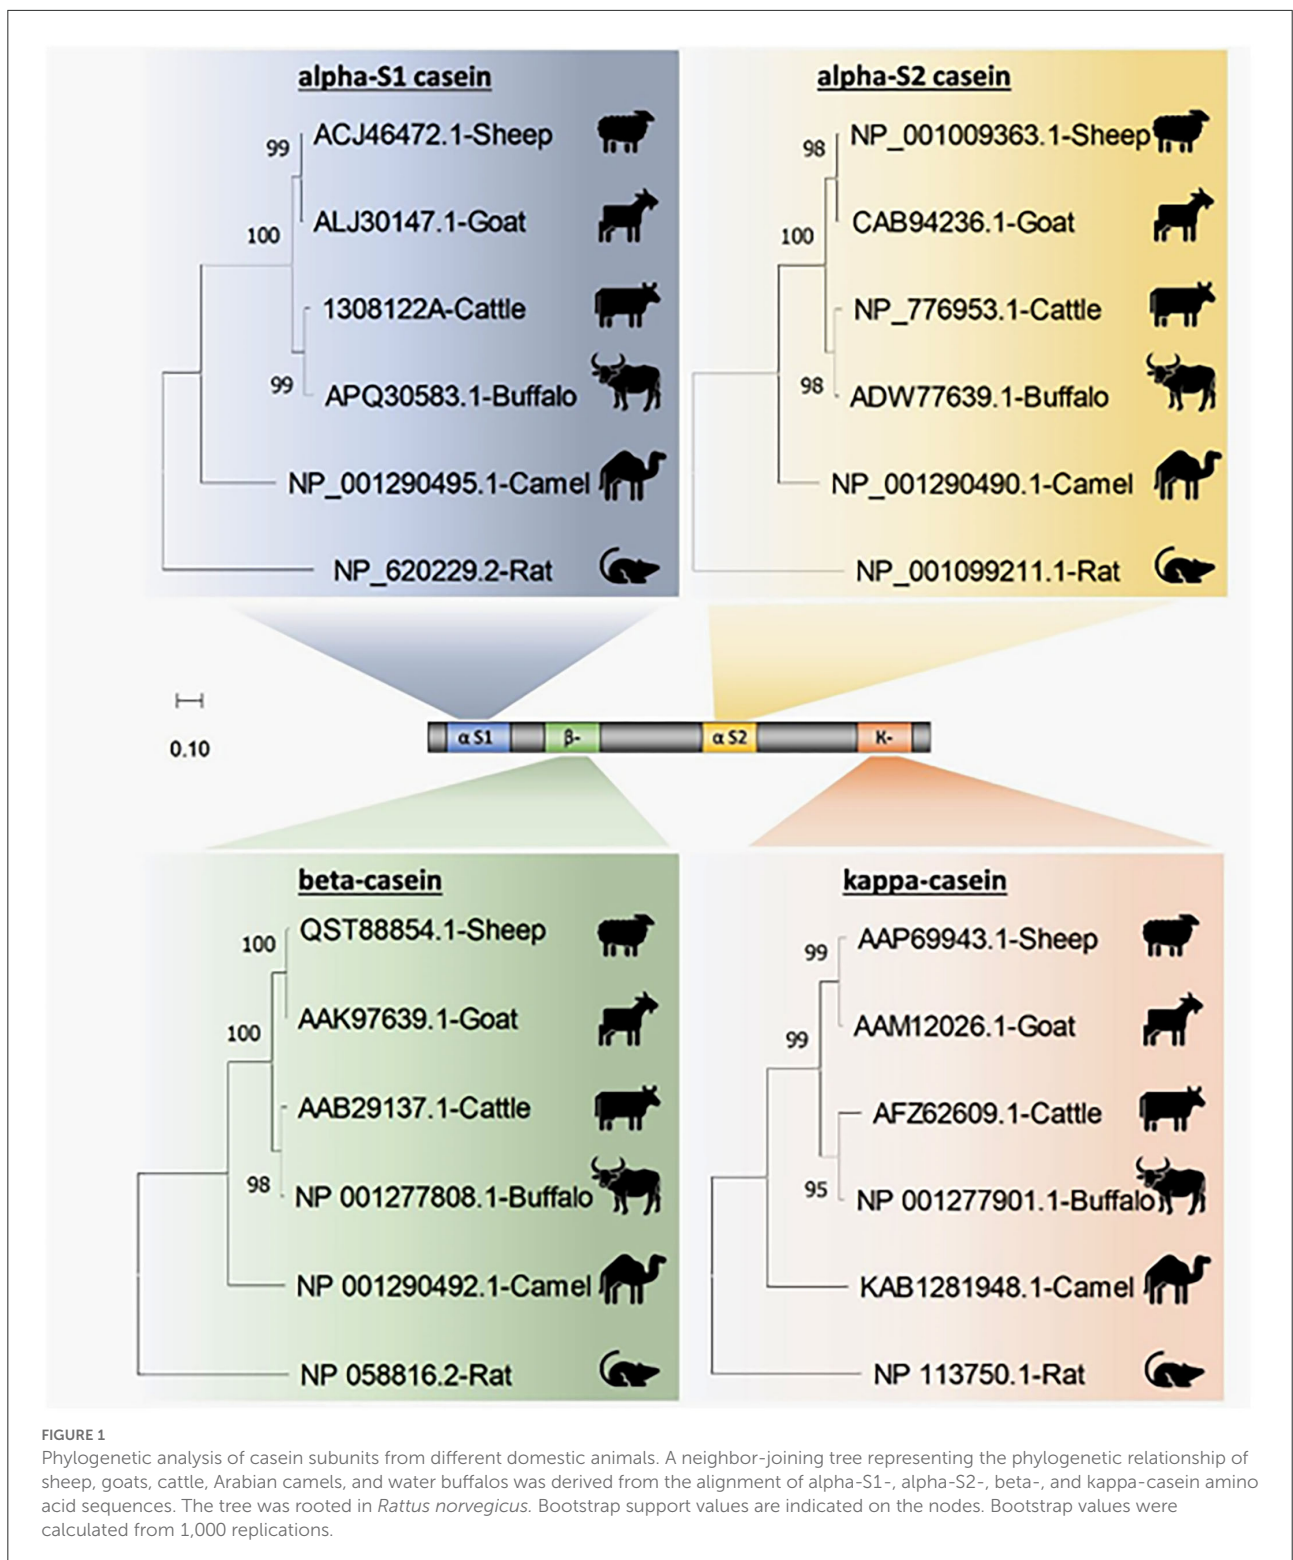 alpha-S1 casein
99
ACJ46472.1-Sheep
ALJ30147.1-Goat
100
1308122A-Cattle
99
APQ30583.1-Buffalo
NP_001290495.1-Camel
NP_620229.2-Rat
alpha-S2 casein
98
NP_001009363.1-Sheep
CAB94236.1-Goat
100
NP_776953.1-Cattle
98
ADW77639.1-Buffalo
NP_001290490.1-Camel
NP_001099211.1-Rat
0.10
α S1
β-
α S2
K-
beta-casein
100
QST88854.1-Sheep
AAK97639.1-Goat
100
AAB29137.1-Cattle
98
NP 001277808.1-Buffalo
NP 001290492.1-Camel
NP 058816.2-Rat
kappa-casein
99
AAP69943.1-Sheep
AAM12026.1-Goat
99
AFZ62609.1-Cattle
95
NP 001277901.1-Buffalo
KAB1281948.1-Camel
NP 113750.1-Rat
FIGURE 1
Phylogenetic analysis of casein subunits from different domestic animals. A neighbor-joining tree representing the phylogenetic relationship of
sheep, goats, cattle, Arabian camels, and water buffalos was derived from the alignment of alpha-S1-, alpha-S2-, beta-, and kappa-casein amino
acid sequences. The tree was rooted in Rattus norvegicus. Bootstrap support values are indicated on the nodes. Bootstrap values were
calculated from 1,000 replications.